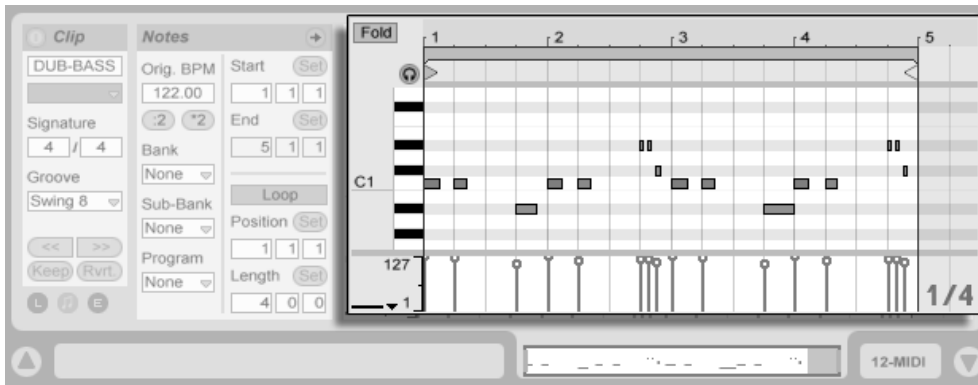 Clip
DUB-BASS
Signature
4 / 4
Groove
Swing 8
<< >>
Keep Rvrt.
L E
Notes
Orig. BPM
122.00
:2 *2
Bank
None
Sub-Bank
None
Program
None
Start Set
1 1 1
End Set
5 1 1
Loop
Position Set
1 1 1
Length Set
4 0 0
Fold
1 2 3 4 5
C1
127
1
1/4
12-MIDI